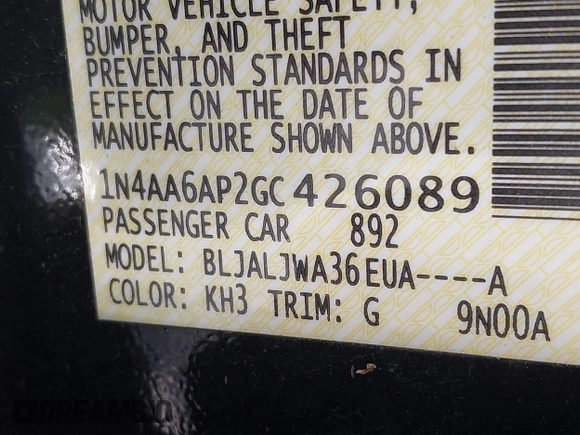 MOTOR VEHICLE SAFETY,
BUMPER, AND THEFT
PREVENTION STANDARDS IN
EFFECT ON THE DATE OF
MANUFACTURE SHOWN ABOVE.
1N4AA6AP2GC426089
PASSENGER CAR 892
MODEL: BLJALJWA36EUA----A
COLOR: KH3 TRIM: G 9N00A